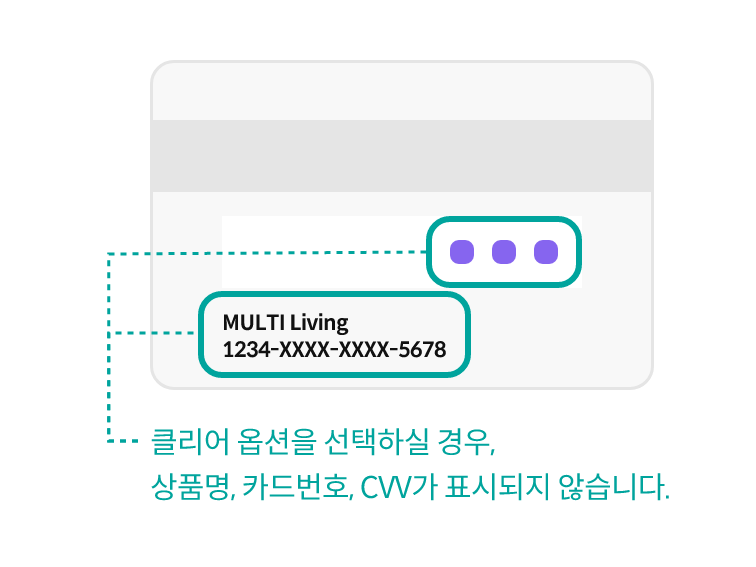 MULTI Living
1234-XXXX-XXXX-5678
클리어 옵션을 선택하실 경우,
상품명, 카드번호, CVV가 표시되지 않습니다.